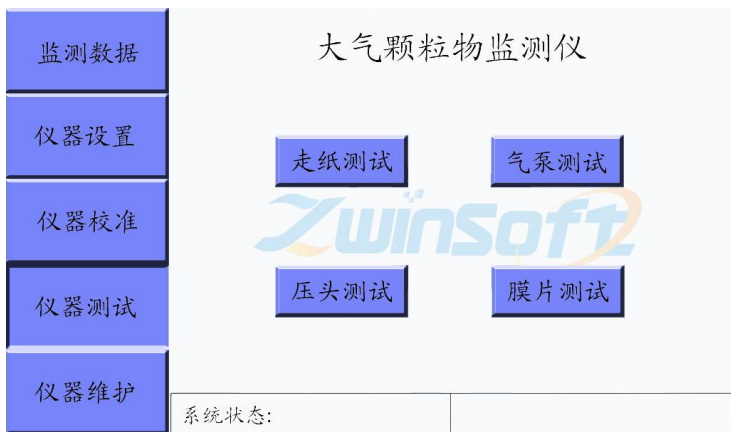 监测数据
大气颗粒物监测仪
仪器设置
走纸测试
气泵测试
仪器校准
ZwinSoft
仪器测试
压头测试
膜片测试
仪器维护
系统状态: